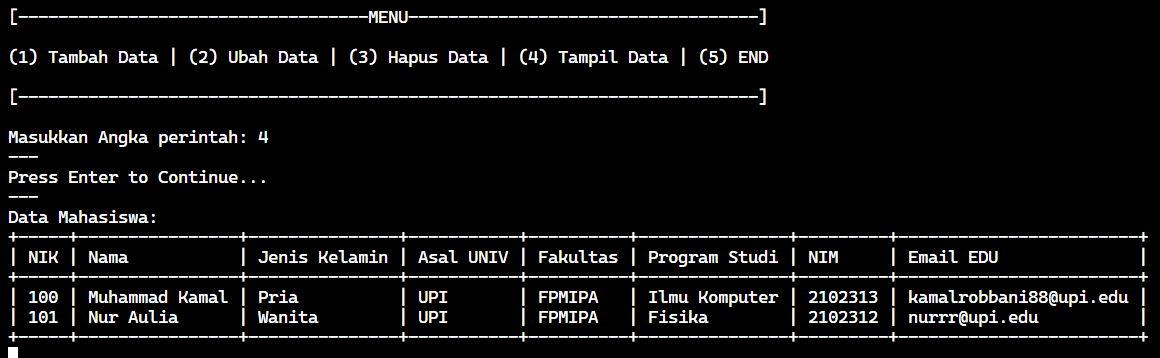 [-----------------------------------MENU-----------------------------------]
(1) Tambah Data | (2) Ubah Data | (3) Hapus Data | (4) Tampil Data | (5) END
[--------------------------------------------------------------------------]
Masukkan Angka perintah: 4
---
Press Enter to Continue...
---
Data Mahasiswa:
+-----+----------------+---------------+-----------+-----------+----------------+---------+------------------------+
| NIK | Nama | Jenis Kelamin | Asal UNIV | Fakultas | Program Studi | NIM | Email EDU |
+-----+----------------+---------------+-----------+-----------+----------------+---------+------------------------+
| 100 | Muhammad Kamal | Pria | UPI | FPMIPA | Ilmu Komputer | 2102313 | kamalrobbani88@upi.edu |
| 101 | Nur Aulia | Wanita | UPI | FPMIPA | Fisika | 2102312 | nurrr@upi.edu |
+-----+----------------+---------------+-----------+-----------+----------------+---------+------------------------+